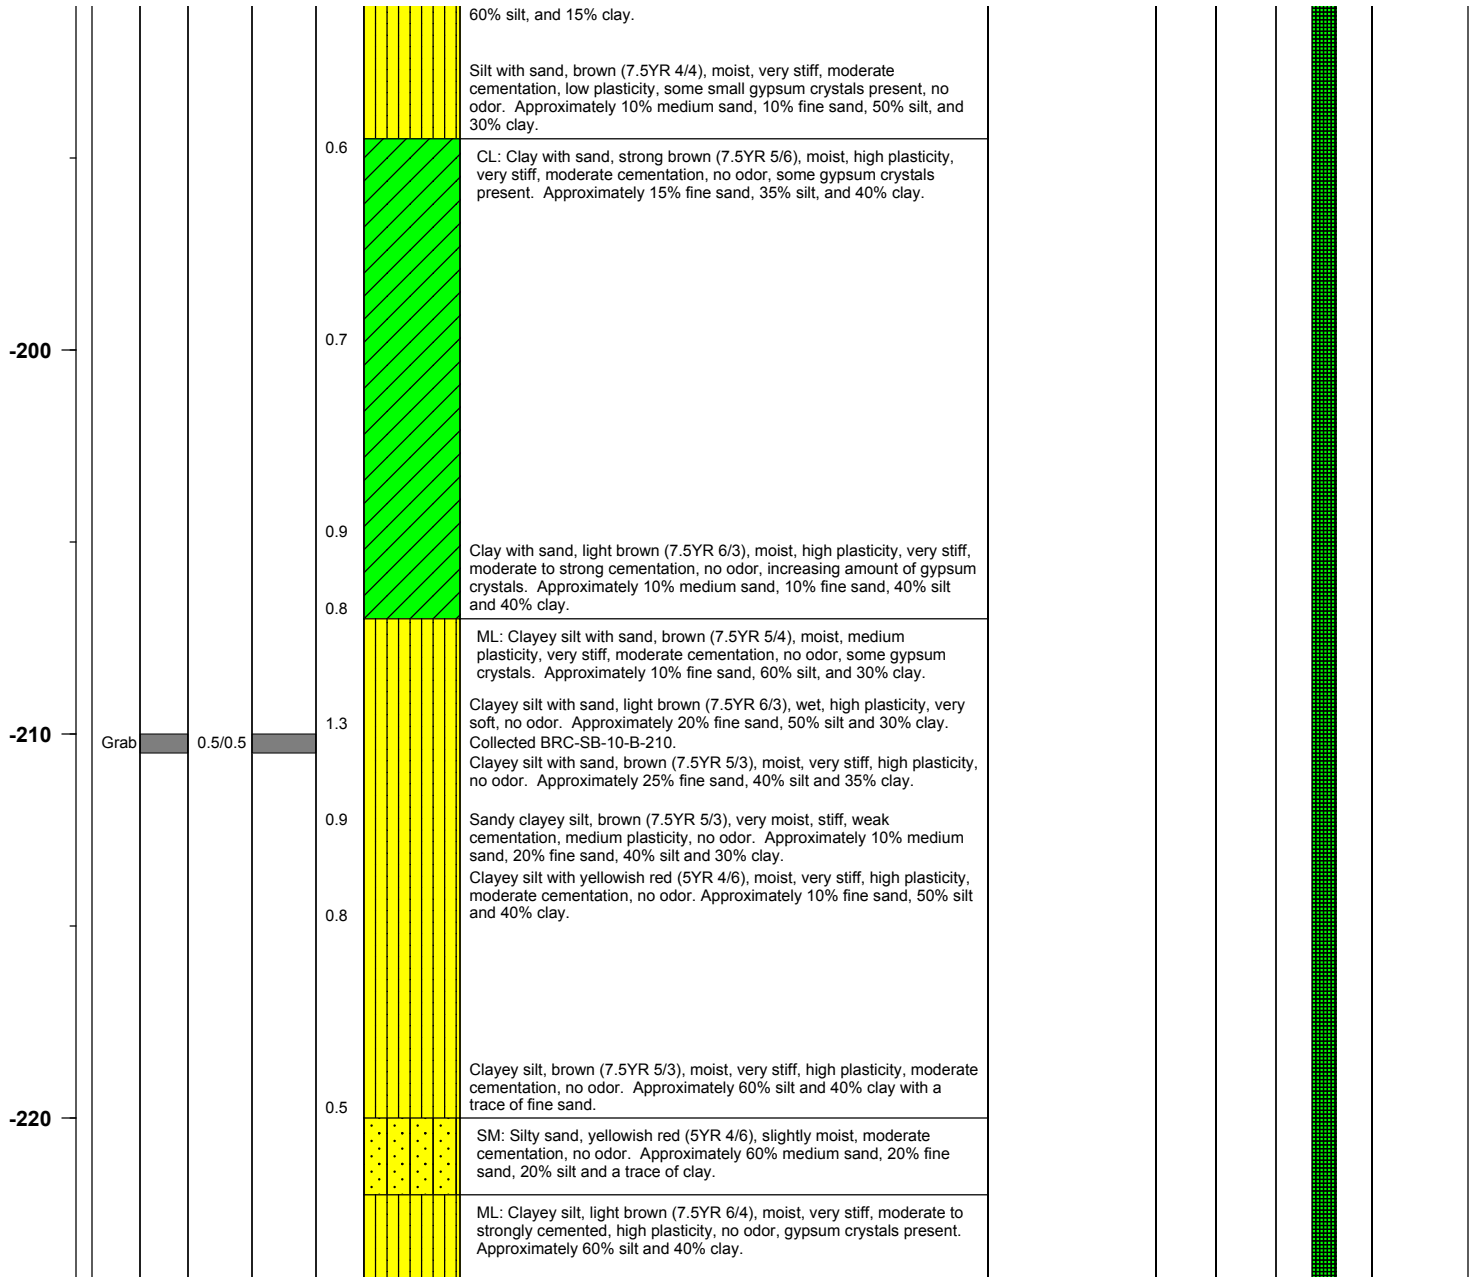 60% silt, and 15% clay.
Silt with sand, brown (7.5YR 4/4), moist, very stiff, moderate
cementation, low plasticity, some small gypsum crystals present, no
odor.  Approximately 10% medium sand, 10% fine sand, 50% silt, and
30% clay.
0.6
CL: Clay with sand, strong brown (7.5YR 5/6), moist, high plasticity,
very stiff, moderate cementation, no odor, some gypsum crystals
present.  Approximately 15% fine sand, 35% silt, and 40% clay.
0.7
-200
0.9
Clay with sand, light brown (7.5YR 6/3), moist, high plasticity, very stiff,
moderate to strong cementation, no odor, increasing amount of gypsum
crystals.  Approximately 10% medium sand, 10% fine sand, 40% silt
and 40% clay.
0.8
ML: Clayey silt with sand, brown (7.5YR 5/4), moist, medium
plasticity, very stiff, moderate cementation, no odor, some gypsum
crystals.  Approximately 10% fine sand, 60% silt, and 30% clay.
Clayey silt with sand, light brown (7.5YR 6/3), wet, high plasticity, very
soft, no odor.  Approximately 20% fine sand, 50% silt and 30% clay.
1.3
-210
Grab 0.5/0.5 Collected BRC-SB-10-B-210.
Clayey silt with sand, brown (7.5YR 5/3), moist, very stiff, high plasticity,
no odor.  Approximately 25% fine sand, 40% silt and 35% clay.
0.9
Sandy clayey silt, brown (7.5YR 5/3), very moist, stiff, weak
cementation, medium plasticity, no odor.  Approximately 10% medium
sand, 20% fine sand, 40% silt and 30% clay.
Clayey silt with yellowish red (5YR 4/6), moist, very stiff, high plasticity,
moderate cementation, no odor. Approximately 10% fine sand, 50% silt
and 40% clay.
0.8
Clayey silt, brown (7.5YR 5/3), moist, very stiff, high plasticity, moderate
cementation, no odor.  Approximately 60% silt and 40% clay with a
trace of fine sand.
0.5
-220
SM: Silty sand, yellowish red (5YR 4/6), slightly moist, moderate
cementation, no odor.  Approximately 60% medium sand, 20% fine
sand, 20% silt and a trace of clay.
ML: Clayey silt, light brown (7.5YR 6/4), moist, very stiff, moderate to
strongly cemented, high plasticity, no odor, gypsum crystals present.
Approximately 60% silt and 40% clay.